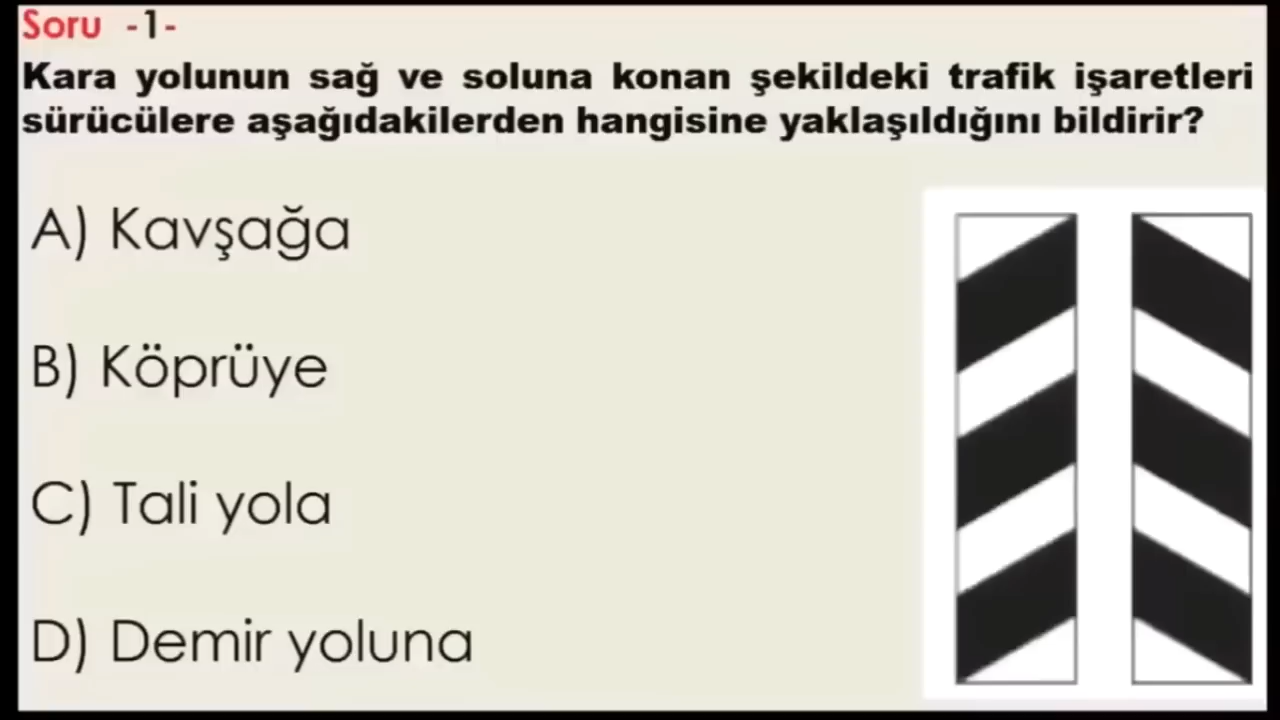 Soru -1-
Kara yolunun sağ ve soluna konan şekildeki trafik işaretleri
sürücülere aşağıdakilerden hangisine yaklaşıldığını bildirir?
A) Kavşağa
B) Köprüye
C) Tali yola
D) Demir yoluna